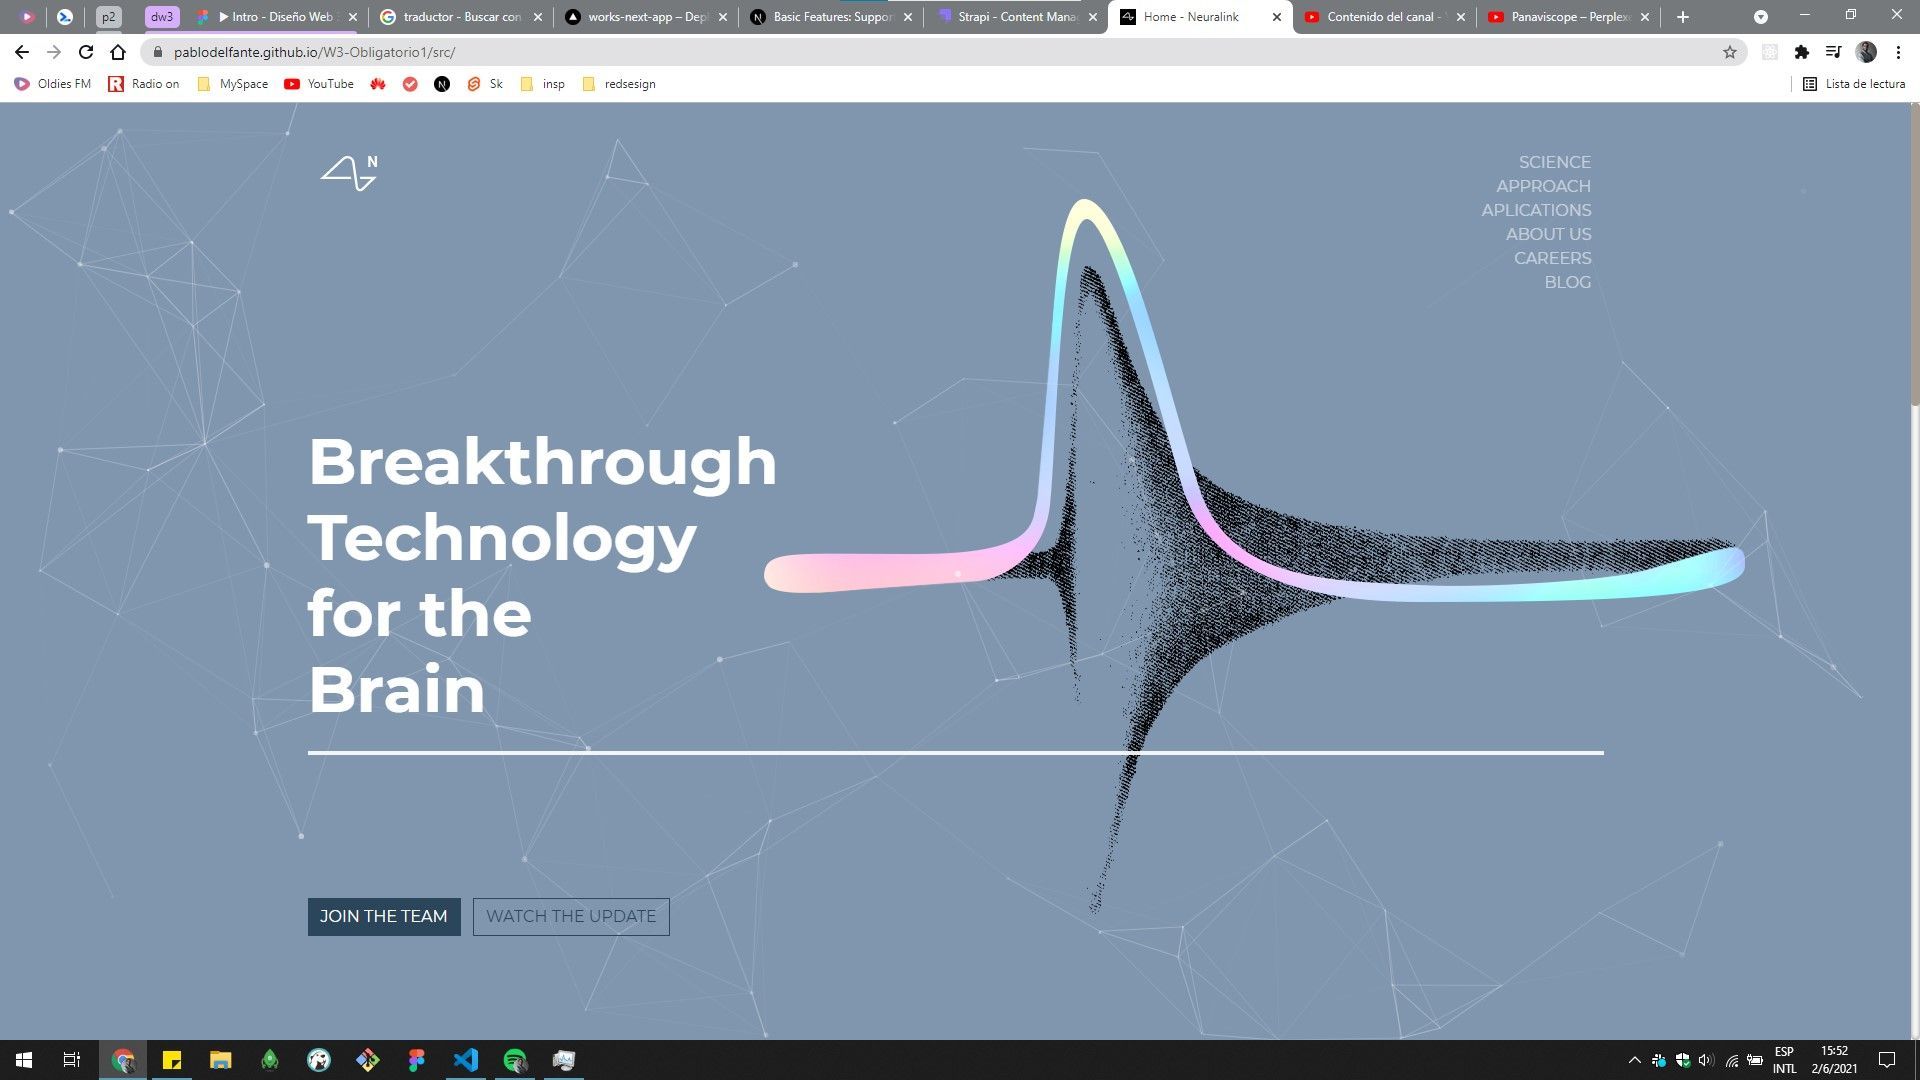 p2
dw3
▶ Intro - Diseño Web
traductor - Buscar con
works-next-app – Depl
Basic Features: Suppor
Strapi - Content Mana
Home - Neuralink
Contenido del canal -
Panaviscope – Perplex
pablodelfante.github.io/W3-Obligatorio1/src/
Oldies FM
Radio on
MySpace
YouTube
Sk
insp
redsesign
Lista de lectura
N
SCIENCE
APPROACH
APLICATIONS
ABOUT US
CAREERS
BLOG
Breakthrough
Technology
for the
Brain
JOIN THE TEAM
WATCH THE UPDATE
ESP
INTL
15:52
2/6/2021